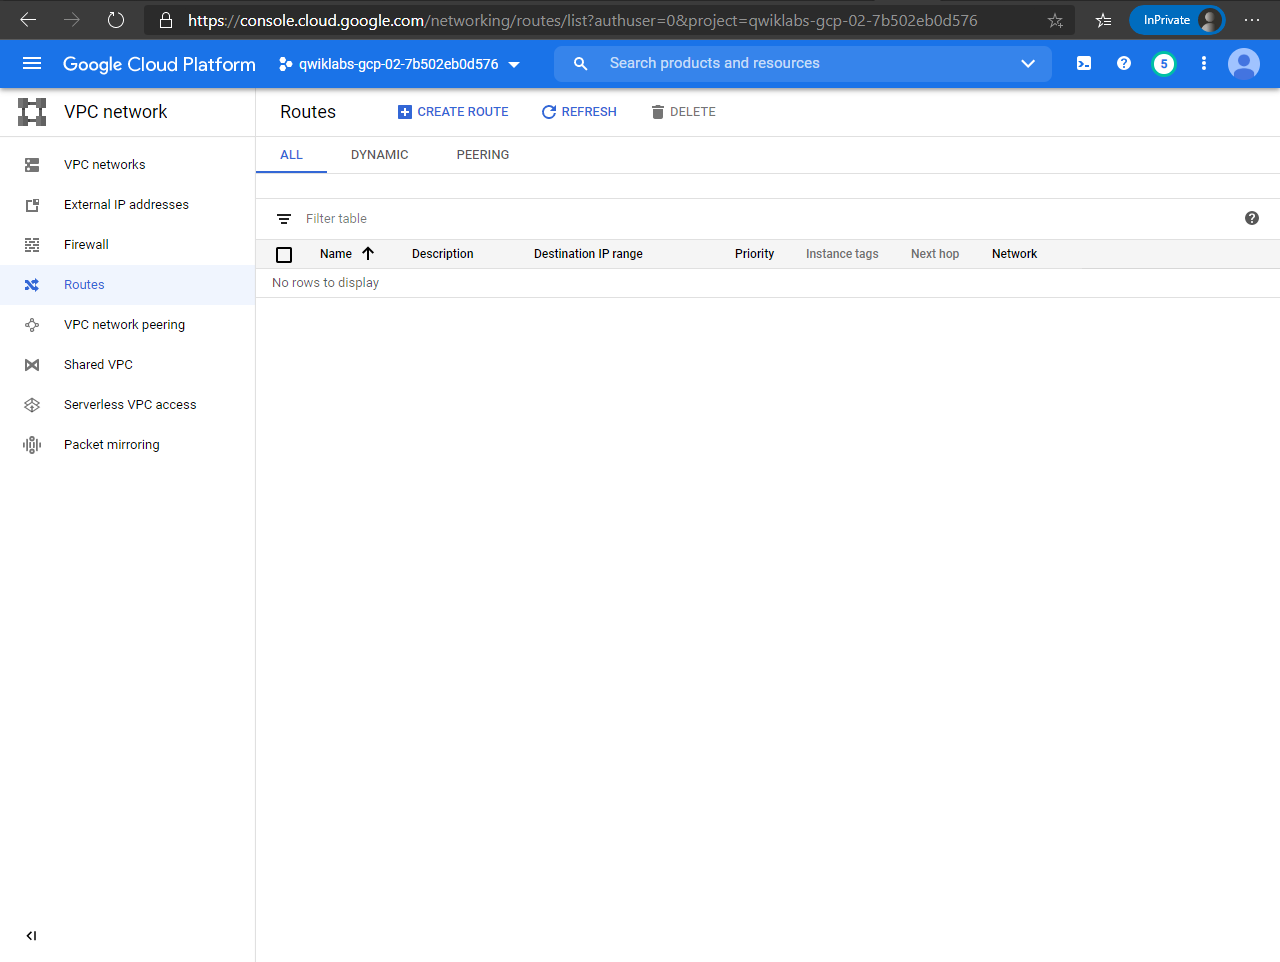 https://console.cloud.google.com/networking/routes/list?authuser=0&project=qwiklabs-gcp-02-7b502eb0d576
InPrivate
Google Cloud Platform
qwiklabs-gcp-02-7b502eb0d576
Search products and resources
5
VPC network
Routes
CREATE ROUTE
REFRESH
DELETE
VPC networks
External IP addresses
Firewall
Routes
VPC network peering
Shared VPC
Serverless VPC access
Packet mirroring
ALL DYNAMIC PEERING
Filter table
Name Description Destination IP range Priority Instance tags Next hop Network
No rows to display